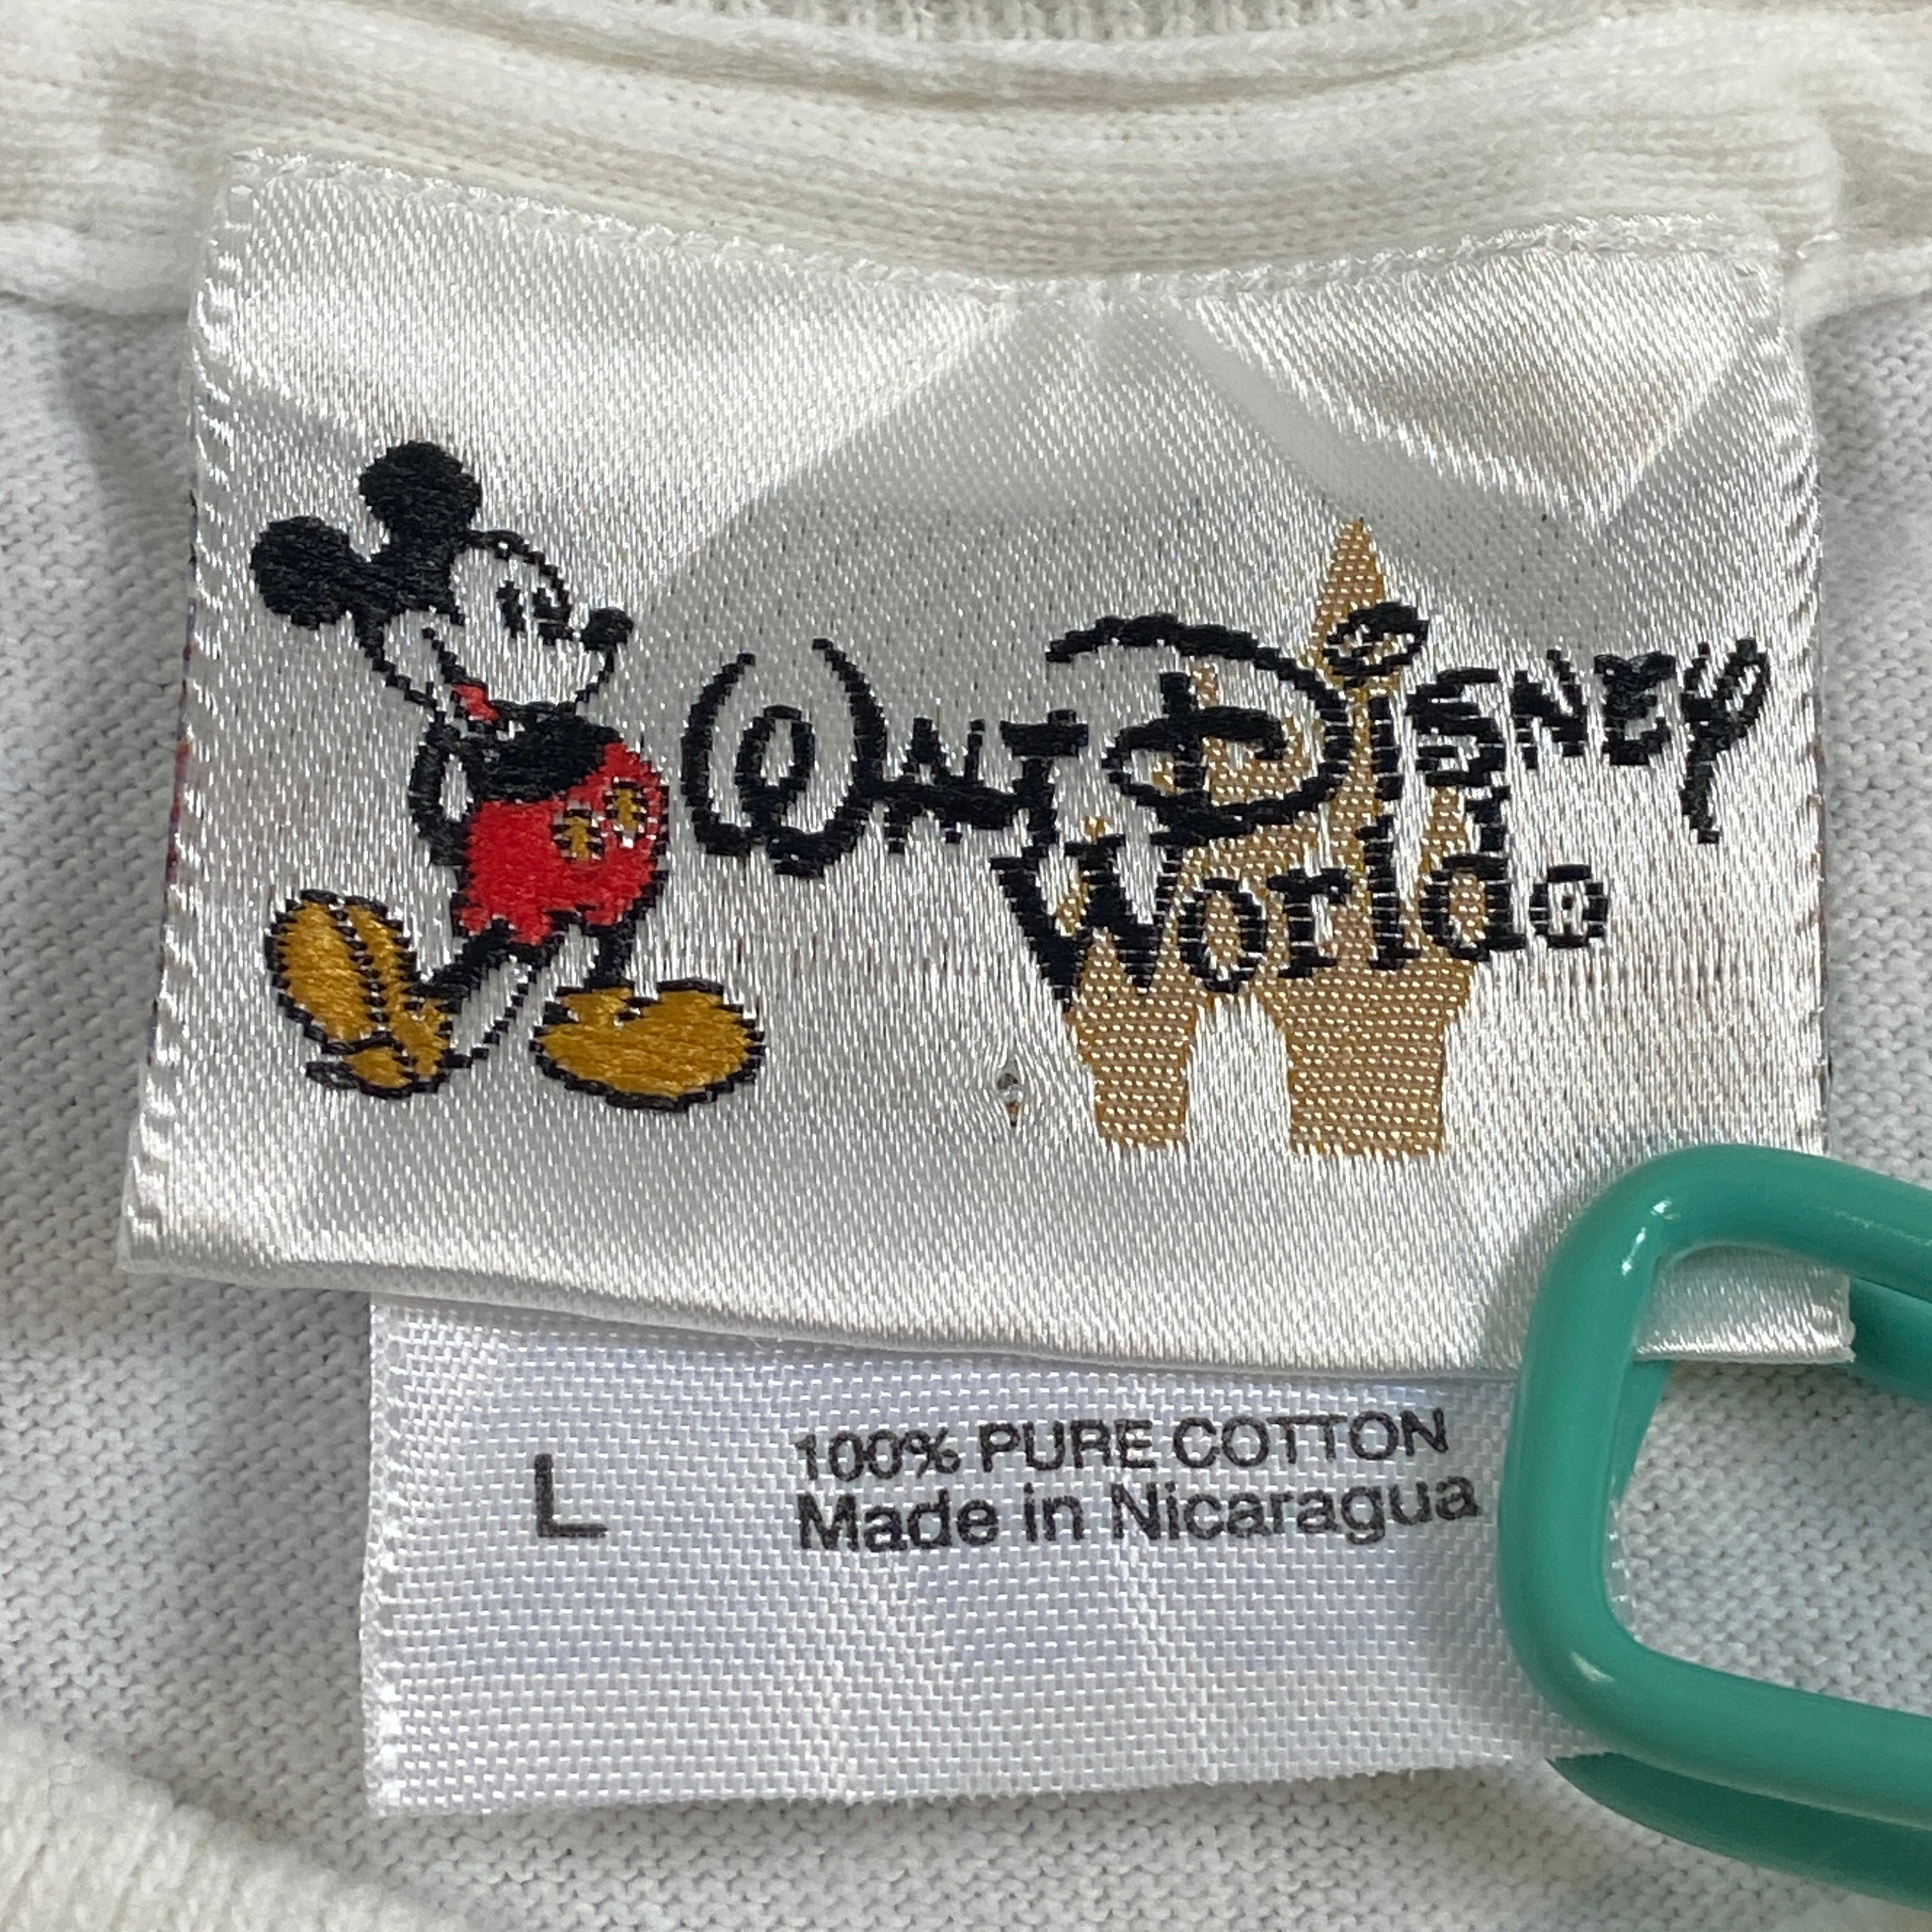 Walt Disney
World®
L
100% PURE COTTON
Made in Nicaragua